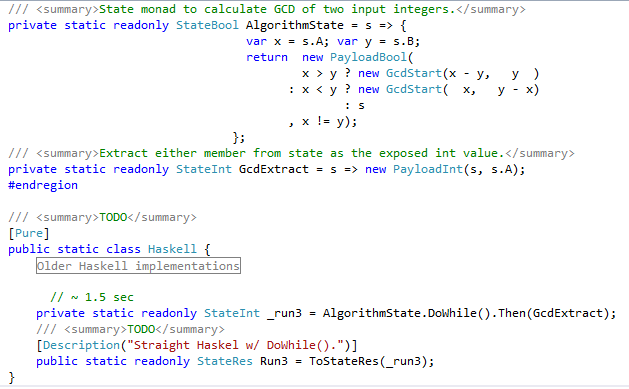 /// <summary>State monad to calculate GCD of two input integers.</summary>
private static readonly StateBool AlgorithmState = s => {
var x = s.A; var y = s.B;
return  new PayloadBool(
x > y ? new GcdStart(x - y,   y  )
: x < y ? new GcdStart(  x,   y - x)
: s
, x != y);
};
/// <summary>Extract either member from state as the exposed int value.</summary>
private static readonly StateInt GcdExtract = s => new PayloadInt(s, s.A);
#endregion
/// <summary>TODO</summary>
[Pure]
public static class Haskell {
Older Haskell implementations
// ~ 1.5 sec
private static readonly StateInt _run3 = AlgorithmState.DoWhile().Then(GcdExtract);
/// <summary>TODO</summary>
[Description("Straight Haskel w/ DoWhile().")]
public static readonly StateRes Run3 = ToStateRes(_run3);
}